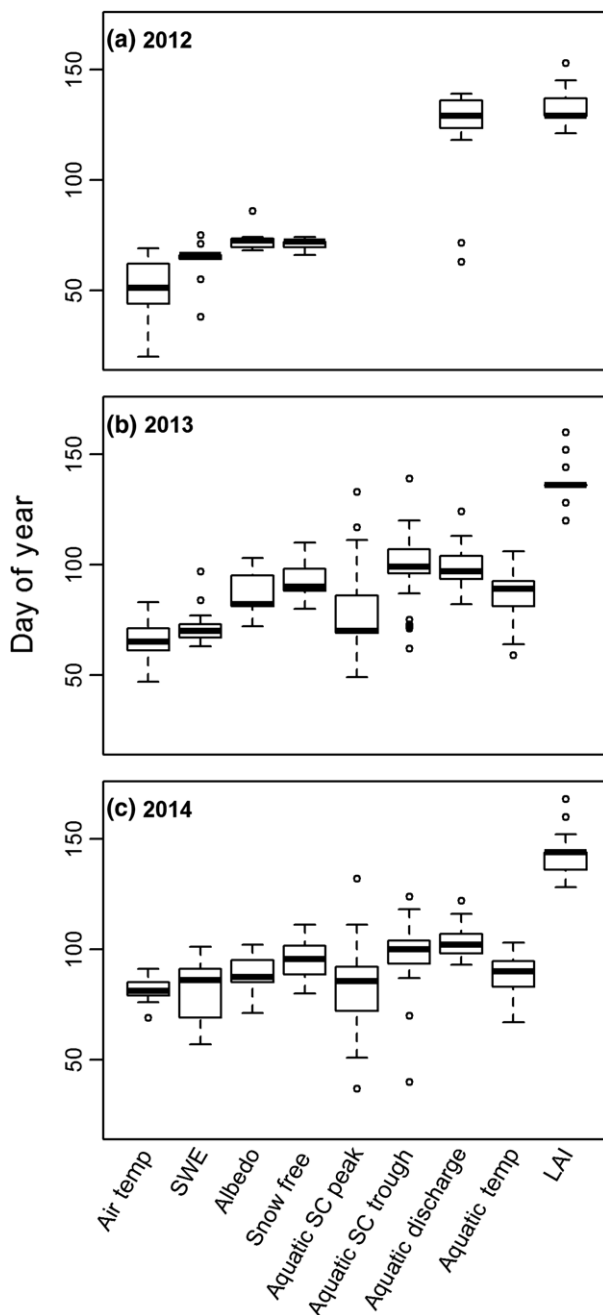 (a) 2012
150
100
50
(b) 2013
150
100
50
Day of year
(c) 2014
150
100
50
Air temp
SWE
Albedo
Snow free
Aquatic SC peak
Aquatic SC trough
Aquatic discharge
Aquatic temp
LAI